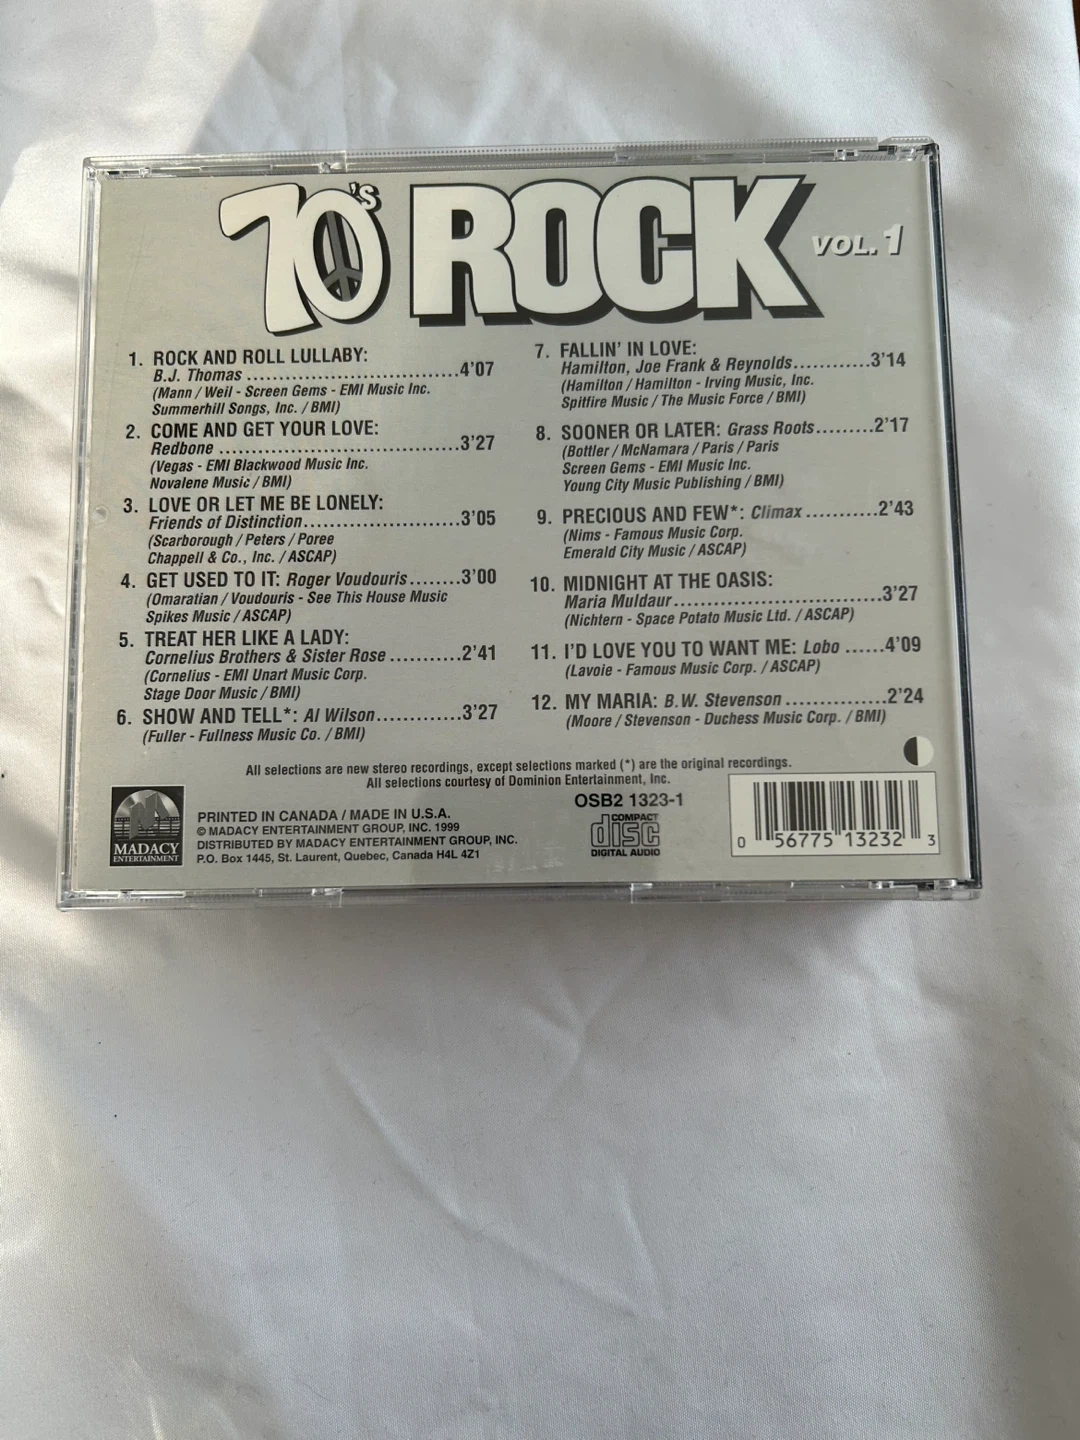 70's ROCK VOL. 1
1. ROCK AND ROLL LULLABY:
B.J. Thomas ................................4'07
(Mann / Weil - Screen Gems - EMI Music Inc.
Summerhill Songs, Inc. / BMI)
2. COME AND GET YOUR LOVE:
Redbone ....................................3'27
(Vegas - EMI Blackwood Music Inc.
Novalene Music / BMI)
3. LOVE OR LET ME BE LONELY:
Friends of Distinction.......................3'05
(Scarborough / Peters / Poree
Chappell & Co., Inc. / ASCAP)
4. GET USED TO IT: Roger Voudouris........3'00
(Omaratian / Voudouris - See This House Music
Spikes Music / ASCAP)
5. TREAT HER LIKE A LADY:
Cornelius Brothers & Sister Rose ...........2'41
(Cornelius - EMI Unart Music Corp.
Stage Door Music / BMI)
6. SHOW AND TELL*: Al Wilson............3'27
(Fuller - Fullness Music Co. / BMI)
7. FALLIN' IN LOVE:
Hamilton, Joe Frank & Reynolds............3'14
(Hamilton / Hamilton - Irving Music, Inc.
Spitfire Music / The Music Force / BMI)
8. SOONER OR LATER: Grass Roots.........2'17
(Bottler / McNamara / Paris / Paris
Screen Gems - EMI Music Inc.
Young City Music Publishing / BMI)
9. PRECIOUS AND FEW*: Climax ...........2'43
(Nims - Famous Music Corp.
Emerald City Music / ASCAP)
10. MIDNIGHT AT THE OASIS:
Maria Muldaur...............................3'27
(Nichtern - Space Potato Music Ltd. / ASCAP)
11. I'D LOVE YOU TO WANT ME: Lobo ......4'09
(Lavoie - Famous Music Corp. / ASCAP)
12. MY MARIA: B.W. Stevenson ...............2'24
(Moore / Stevenson - Duchess Music Corp. / BMI)
All selections are new stereo recordings, except selections marked (*) are the original recordings.
All selections courtesy of Dominion Entertainment, Inc.
MADACY
ENTERTAINMENT
PRINTED IN CANADA / MADE IN U.S.A.
© MADACY ENTERTAINMENT GROUP, INC. 1999
DISTRIBUTED BY MADACY ENTERTAINMENT GROUP, INC.
P.O. Box 1445, St. Laurent, Quebec, Canada H4L 4Z1
OSB2 1323-1
COMPACT
disc
DIGITAL AUDIO
0 56775 13232 3